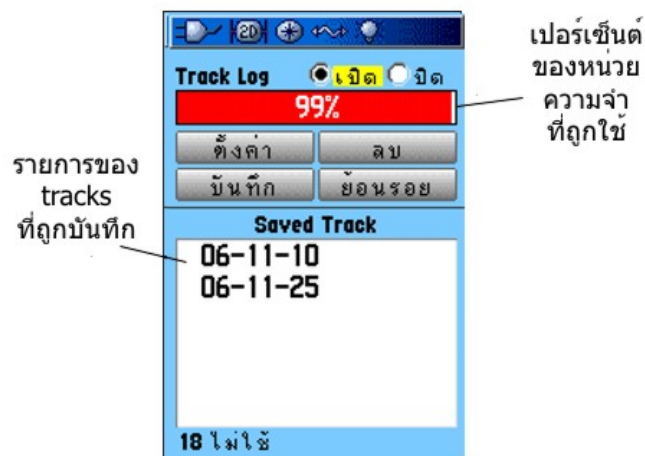 2D
เปอร์เซ็นต์
ของหน่วย
ความจำ
ที่ถูกใช้
Track Log เปิด ปิด
99%
ตั้งค่า ลบ
บันทึก ย้อนรอย
รายการของ
tracks
ที่ถูกบันทึก
Saved Track
06-11-10
06-11-25
18 ไม่ใช้